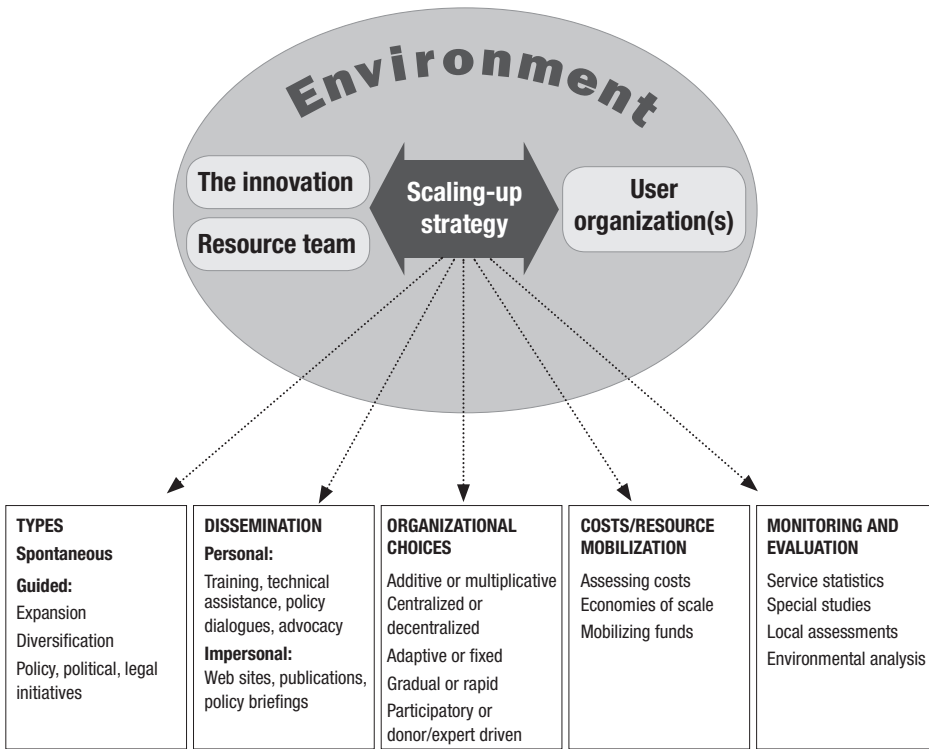 Environment
The innovation
Resource team
Scaling-up
strategy
User
organization(s)
TYPES
Spontaneous
Guided:
Expansion
Diversification
Policy, political, legal
initiatives
DISSEMINATION
Personal:
Training, technical
assistance, policy
dialogues, advocacy
Impersonal:
Web sites, publications,
policy briefings
ORGANIZATIONAL
CHOICES
Additive or multiplicative
Centralized or
decentralized
Adaptive or fixed
Gradual or rapid
Participatory or
donor/expert driven
COSTS/RESOURCE
MOBILIZATION
Assessing costs
Economies of scale
Mobilizing funds
MONITORING AND
EVALUATION
Service statistics
Special studies
Local assessments
Environmental analysis